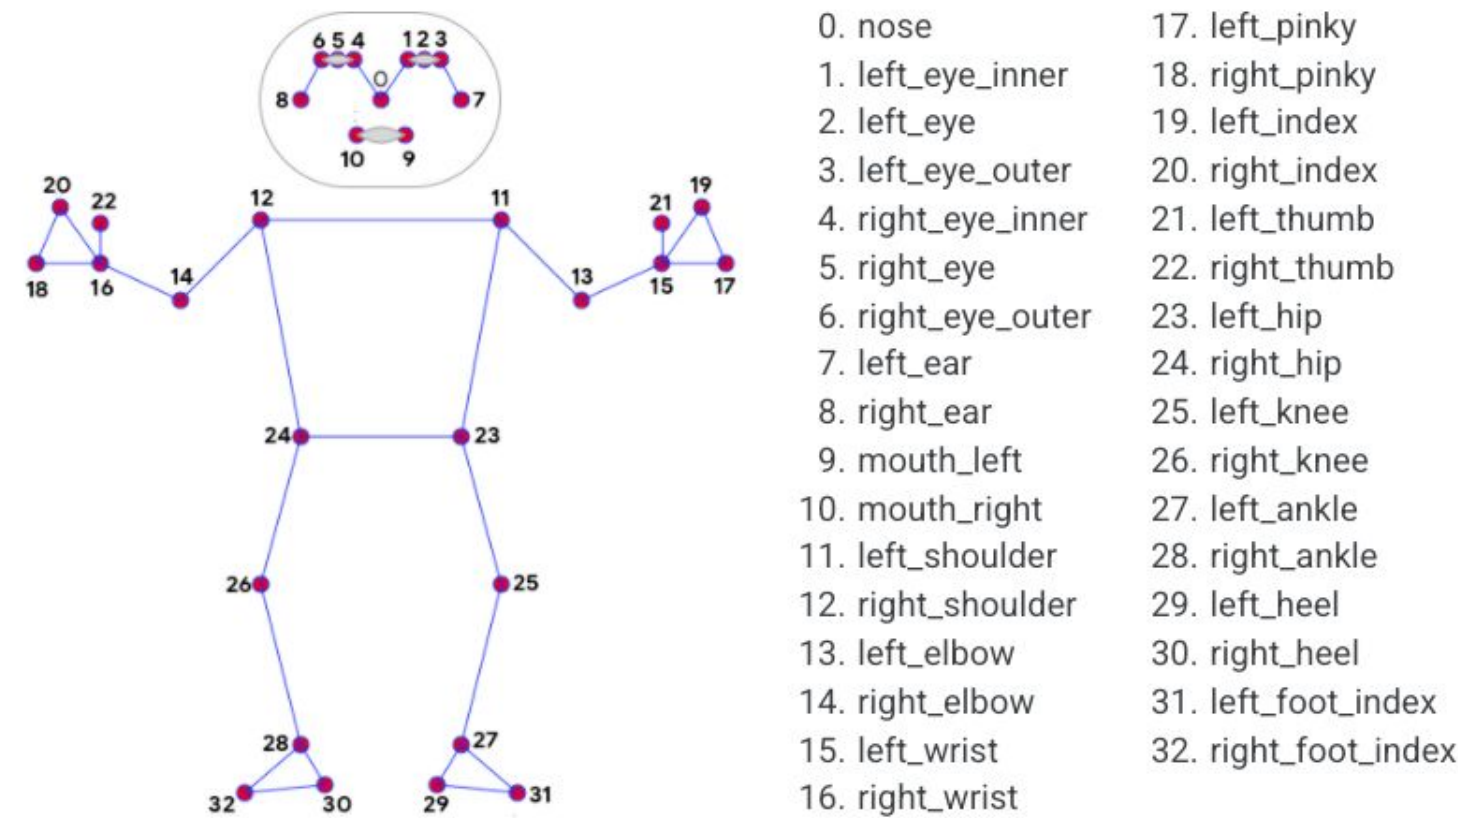 6 5 4 1 2 3
0
8 7
10 9
20 22 12 11 21 19
18 16 14 13 15 17
24 23
26 25
28 27
32 30 29 31
0. nose
1. left_eye_inner
2. left_eye
3. left_eye_outer
4. right_eye_inner
5. right_eye
6. right_eye_outer
7. left_ear
8. right_ear
9. mouth_left
10. mouth_right
11. left_shoulder
12. right_shoulder
13. left_elbow
14. right_elbow
15. left_wrist
16. right_wrist
17. left_pinky
18. right_pinky
19. left_index
20. right_index
21. left_thumb
22. right_thumb
23. left_hip
24. right_hip
25. left_knee
26. right_knee
27. left_ankle
28. right_ankle
29. left_heel
30. right_heel
31. left_foot_index
32. right_foot_index